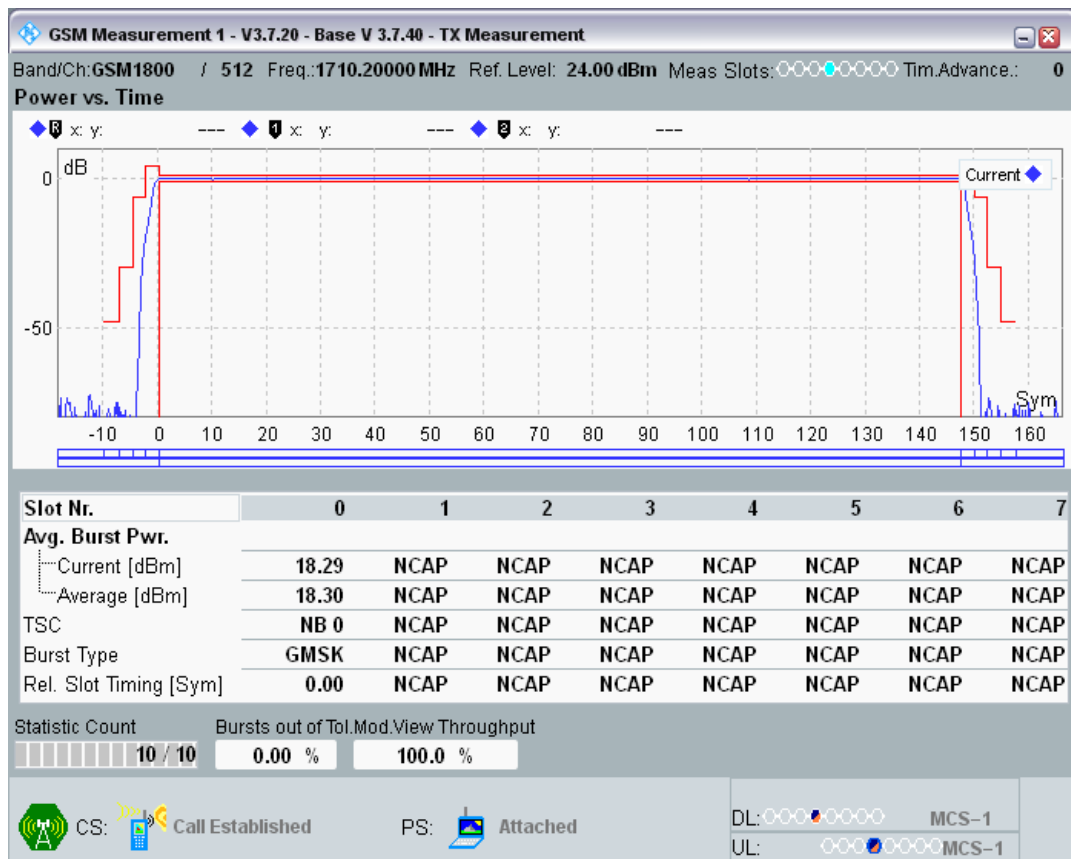 GSM Measurement 1 - V3.7.20 - Base V 3.7.40 - TX Measurement
Band/Ch:GSM1800 / 512 Freq.:1710.20000 MHz Ref. Level: 24.00 dBm Meas Slots: Tim.Advance.: 0
Power vs. Time
R x: y: --- 1 x: y: --- 2 x: y: ---
dB
Current
0
-50
Sym
-10 0 10 20 30 40 50 60 70 80 90 100 110 120 130 140 150 160
Slot Nr. 0 1 2 3 4 5 6 7
Avg. Burst Pwr.
Current [dBm] 18.29 NCAP NCAP NCAP NCAP NCAP NCAP NCAP
Average [dBm] 18.30 NCAP NCAP NCAP NCAP NCAP NCAP NCAP
TSC NB 0 NCAP NCAP NCAP NCAP NCAP NCAP NCAP
Burst Type GMSK NCAP NCAP NCAP NCAP NCAP NCAP NCAP
Rel. Slot Timing [Sym] 0.00 NCAP NCAP NCAP NCAP NCAP NCAP NCAP
Statistic Count Bursts out of Tol.Mod.View Throughput
10 / 10 0.00 % 100.0 %
CS: Call Established PS: Attached
DL: MCS-1
UL: MCS-1